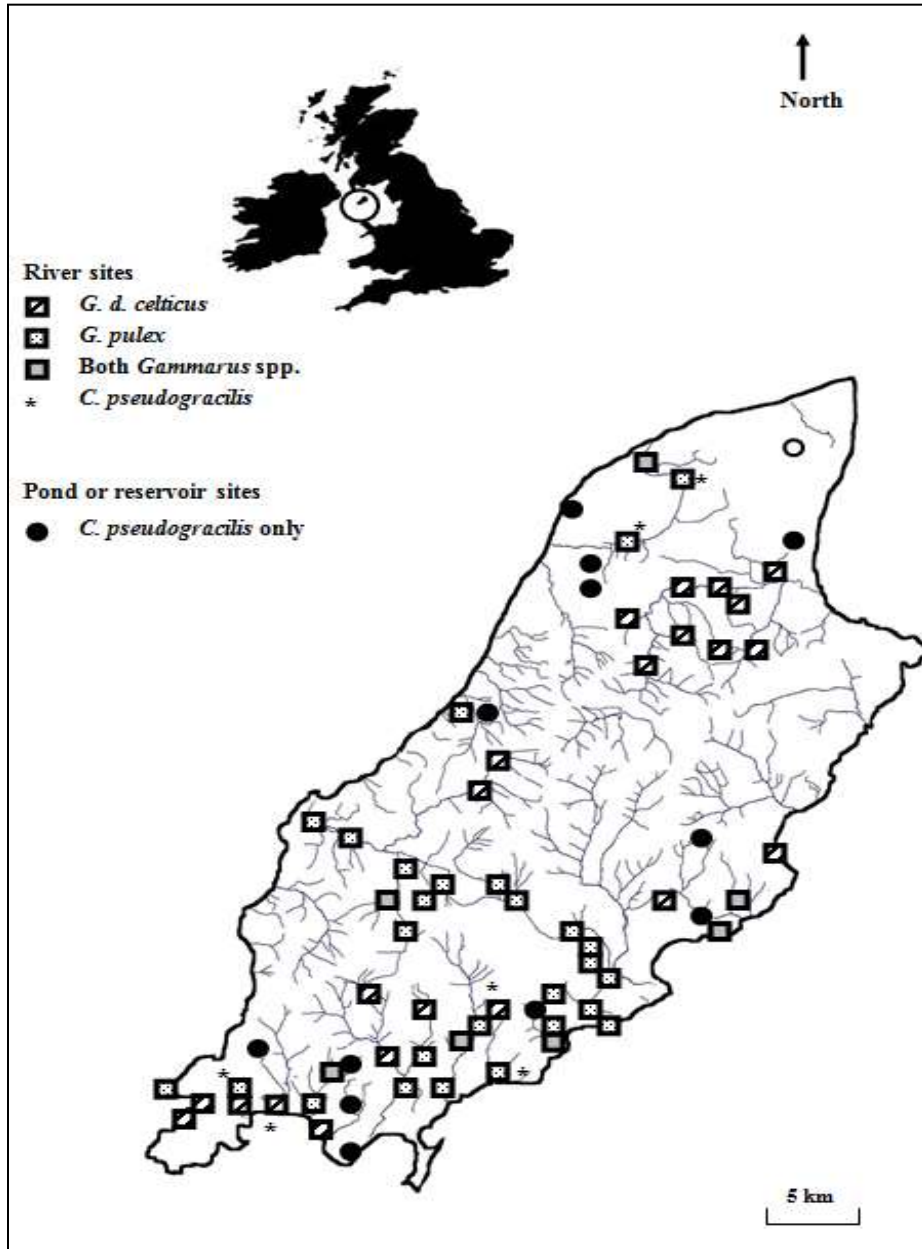 North
River sites
G. d. celticus
G. pulex
Both Gammarus spp.
* C. pseudogracilis
Pond or reservoir sites
C. pseudogracilis only
*
*
*
*
*
*
5 km